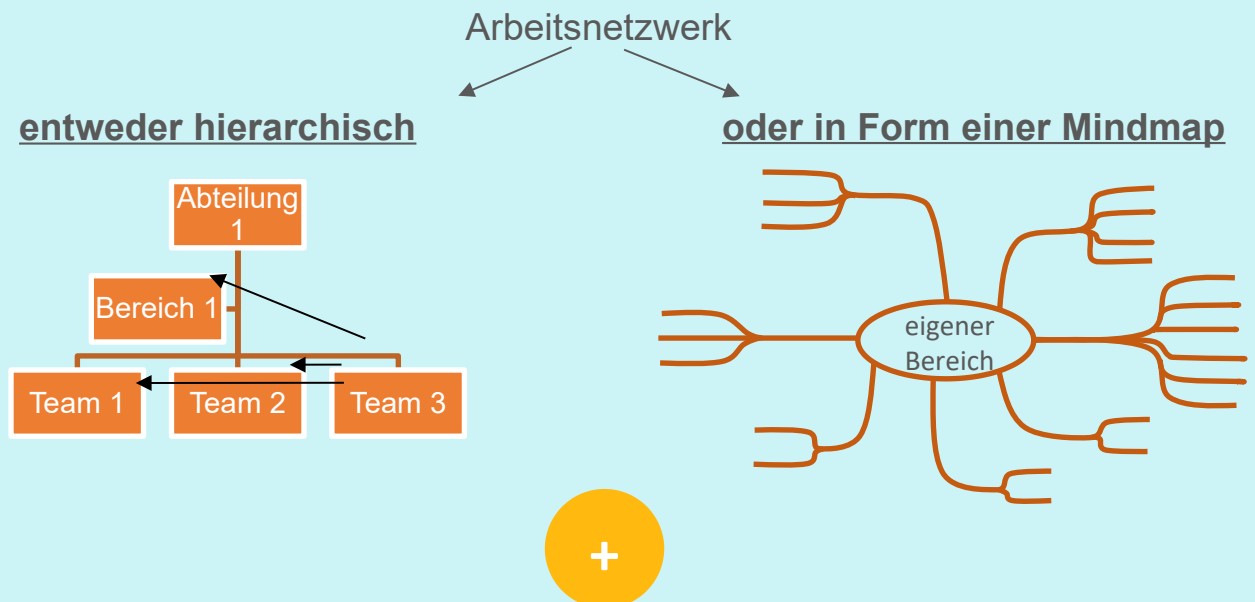 Arbeitsnetzwerk
entweder hierarchisch
oder in Form einer Mindmap
Abteilung
1
Bereich 1
Team 1
Team 2
Team 3
eigener
Bereich
+